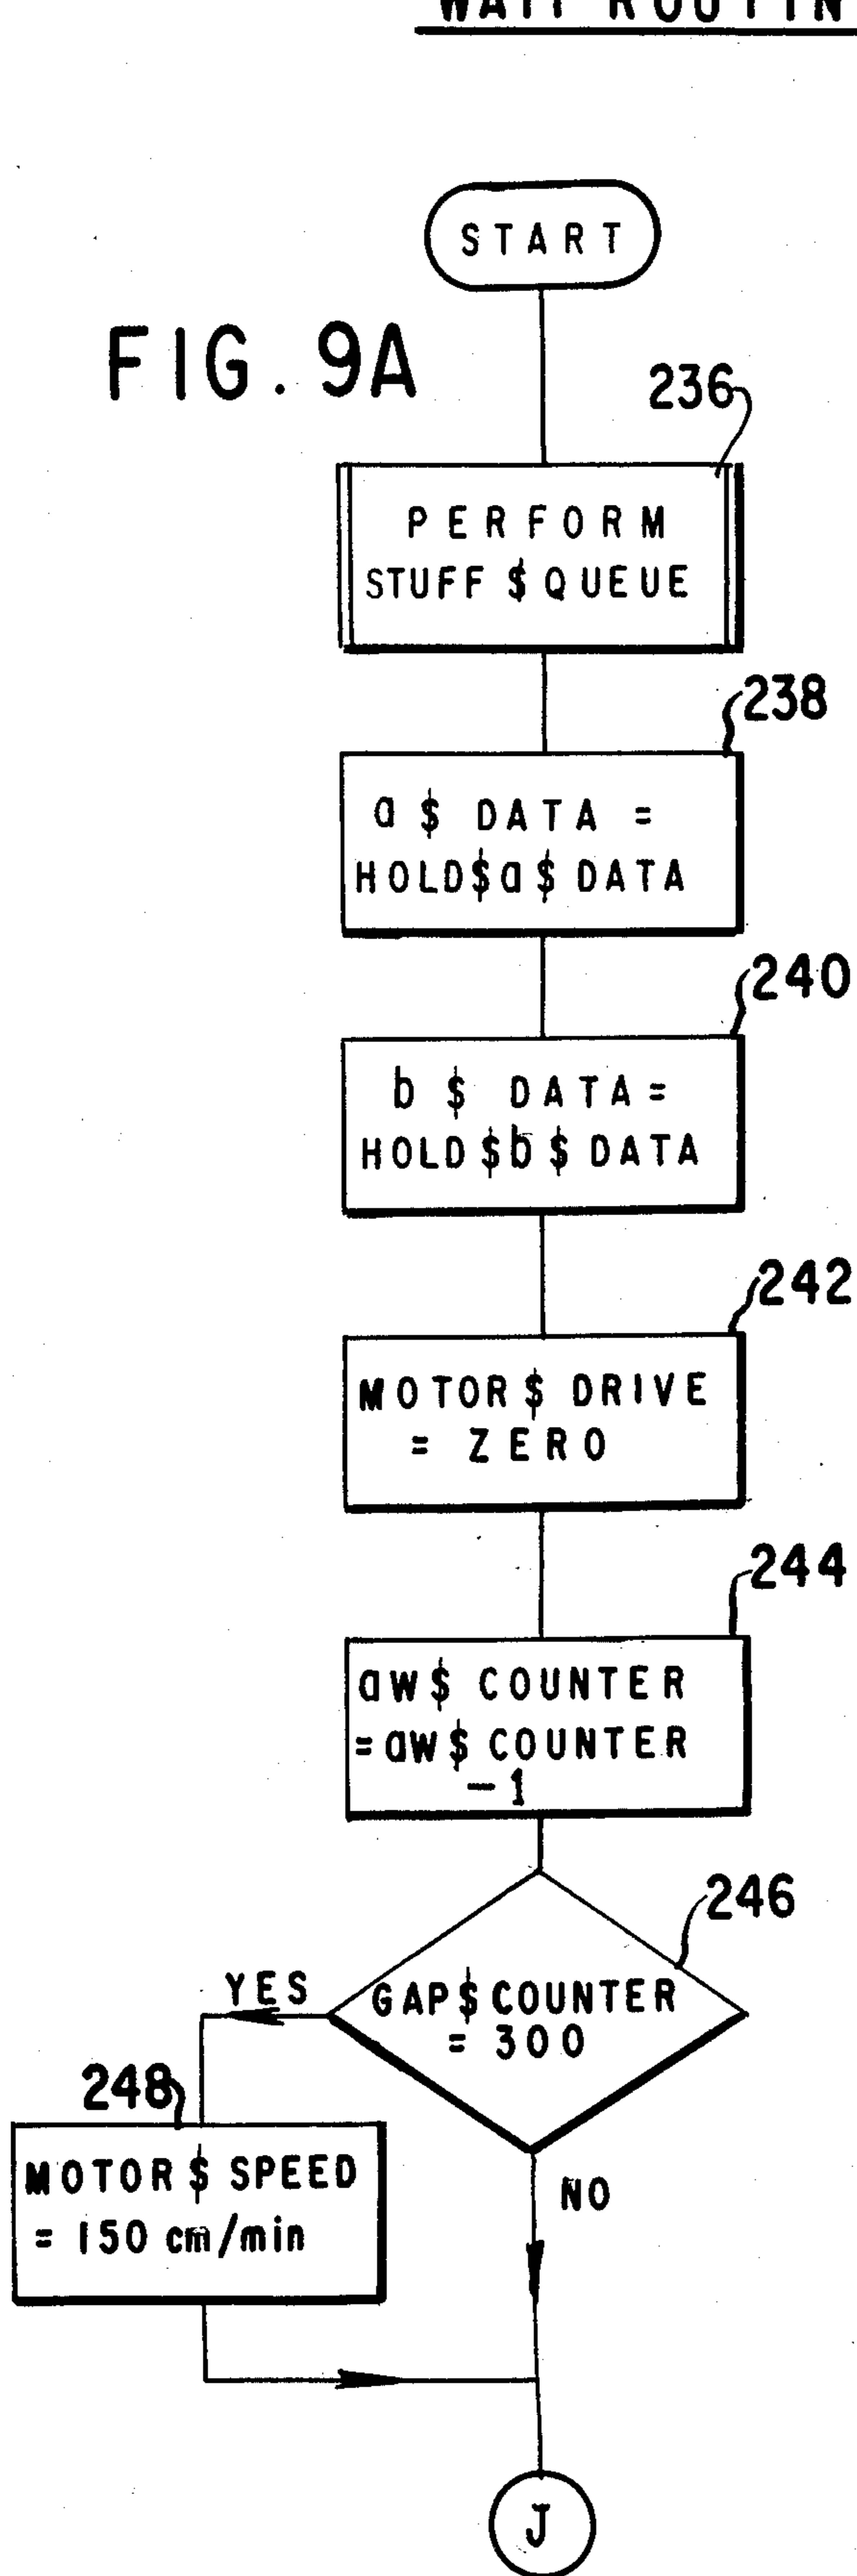 WAIT ROUTIN
START
FIG. 9A
236
PERFORM
STUFF $ QUEUE
238
a $ DATA =
HOLD$a$ DATA
240
b $ DATA =
HOLD $b$ DATA
242
MOTOR$ DRIVE
= ZERO
244
aw$ COUNTER
=aw$ COUNTER
-1
246
GAP$COUNTER
= 300
YES
248
MOTOR$ SPEED
= 150 cm/min
NO
J